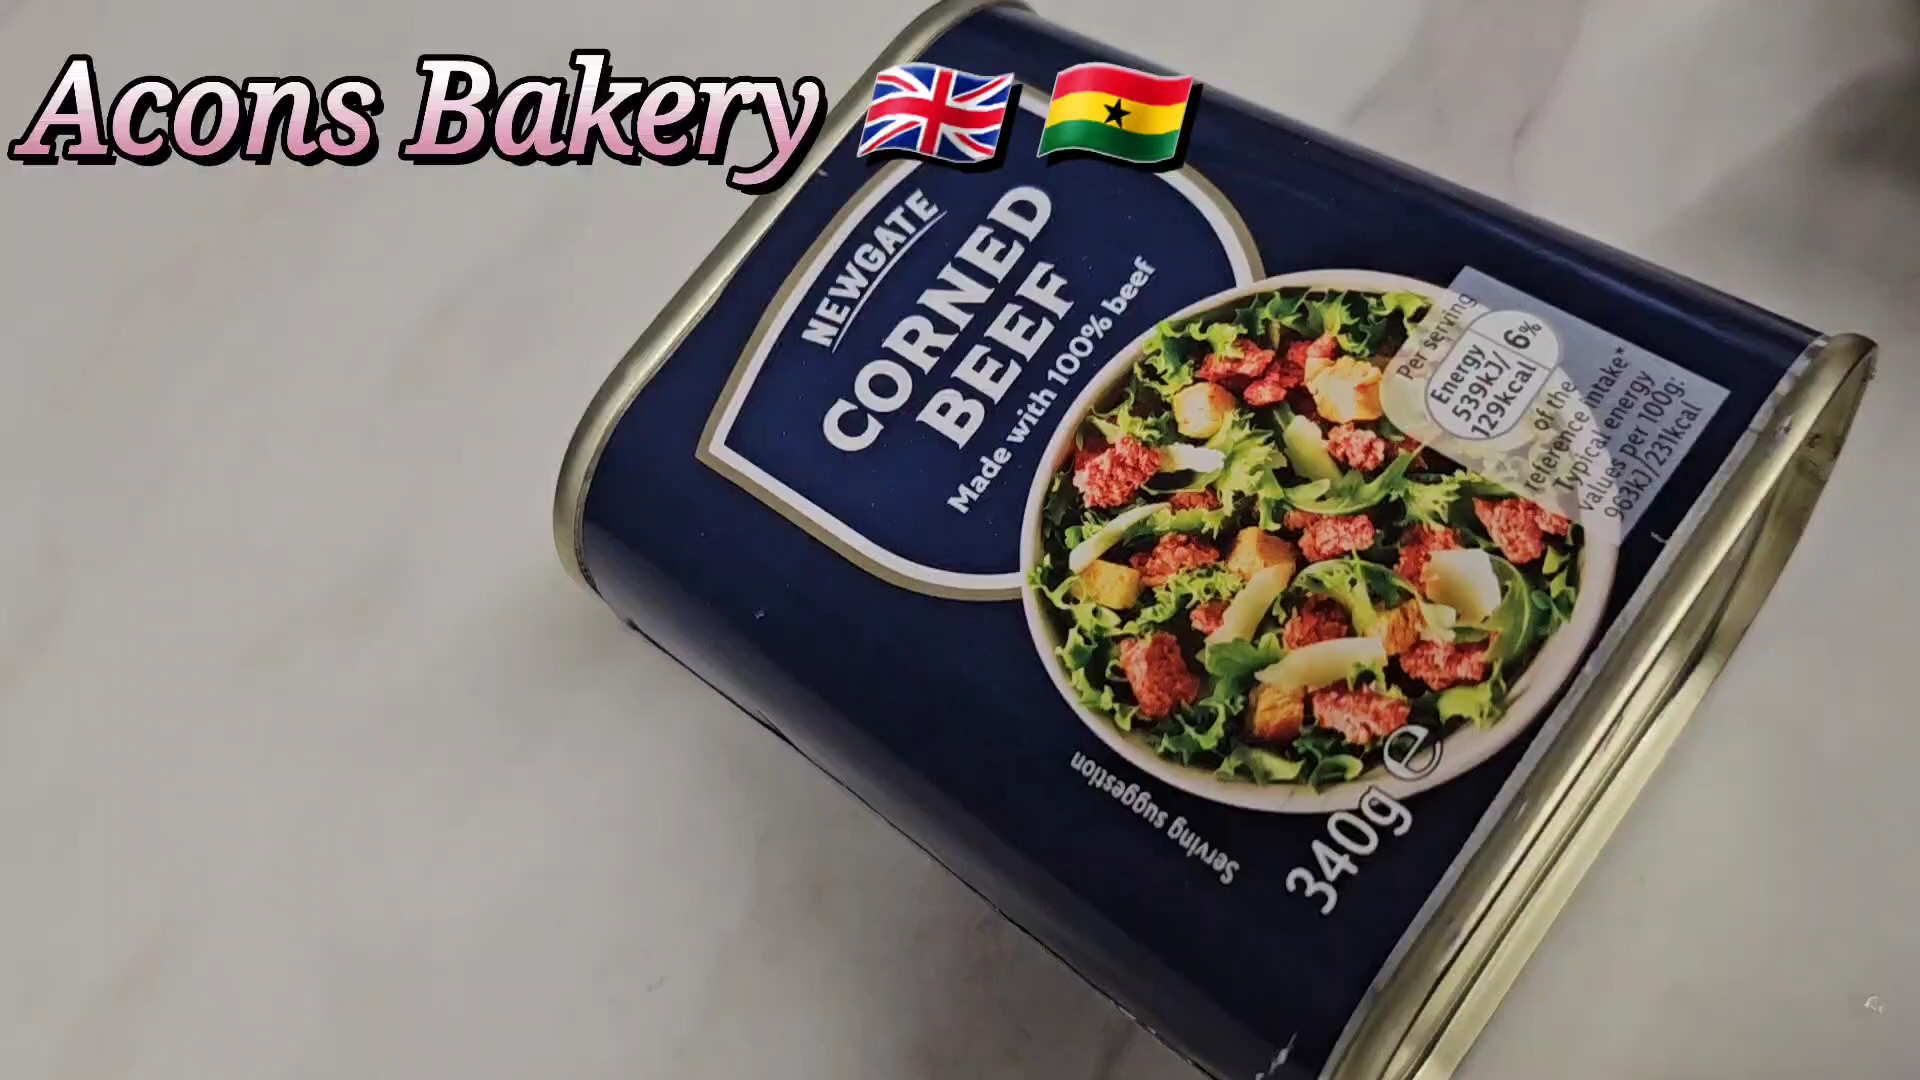 Acons Bakery 🇬🇧 🇬🇭
NEWGATE
CORNED
BEEF
Made with 100% beef
Per serving
Energy
539kJ/
129kcal
6%
of the
reference intake*
Typical energy
values per 100g:
963kJ/231kcal
Serving suggestion
340g e